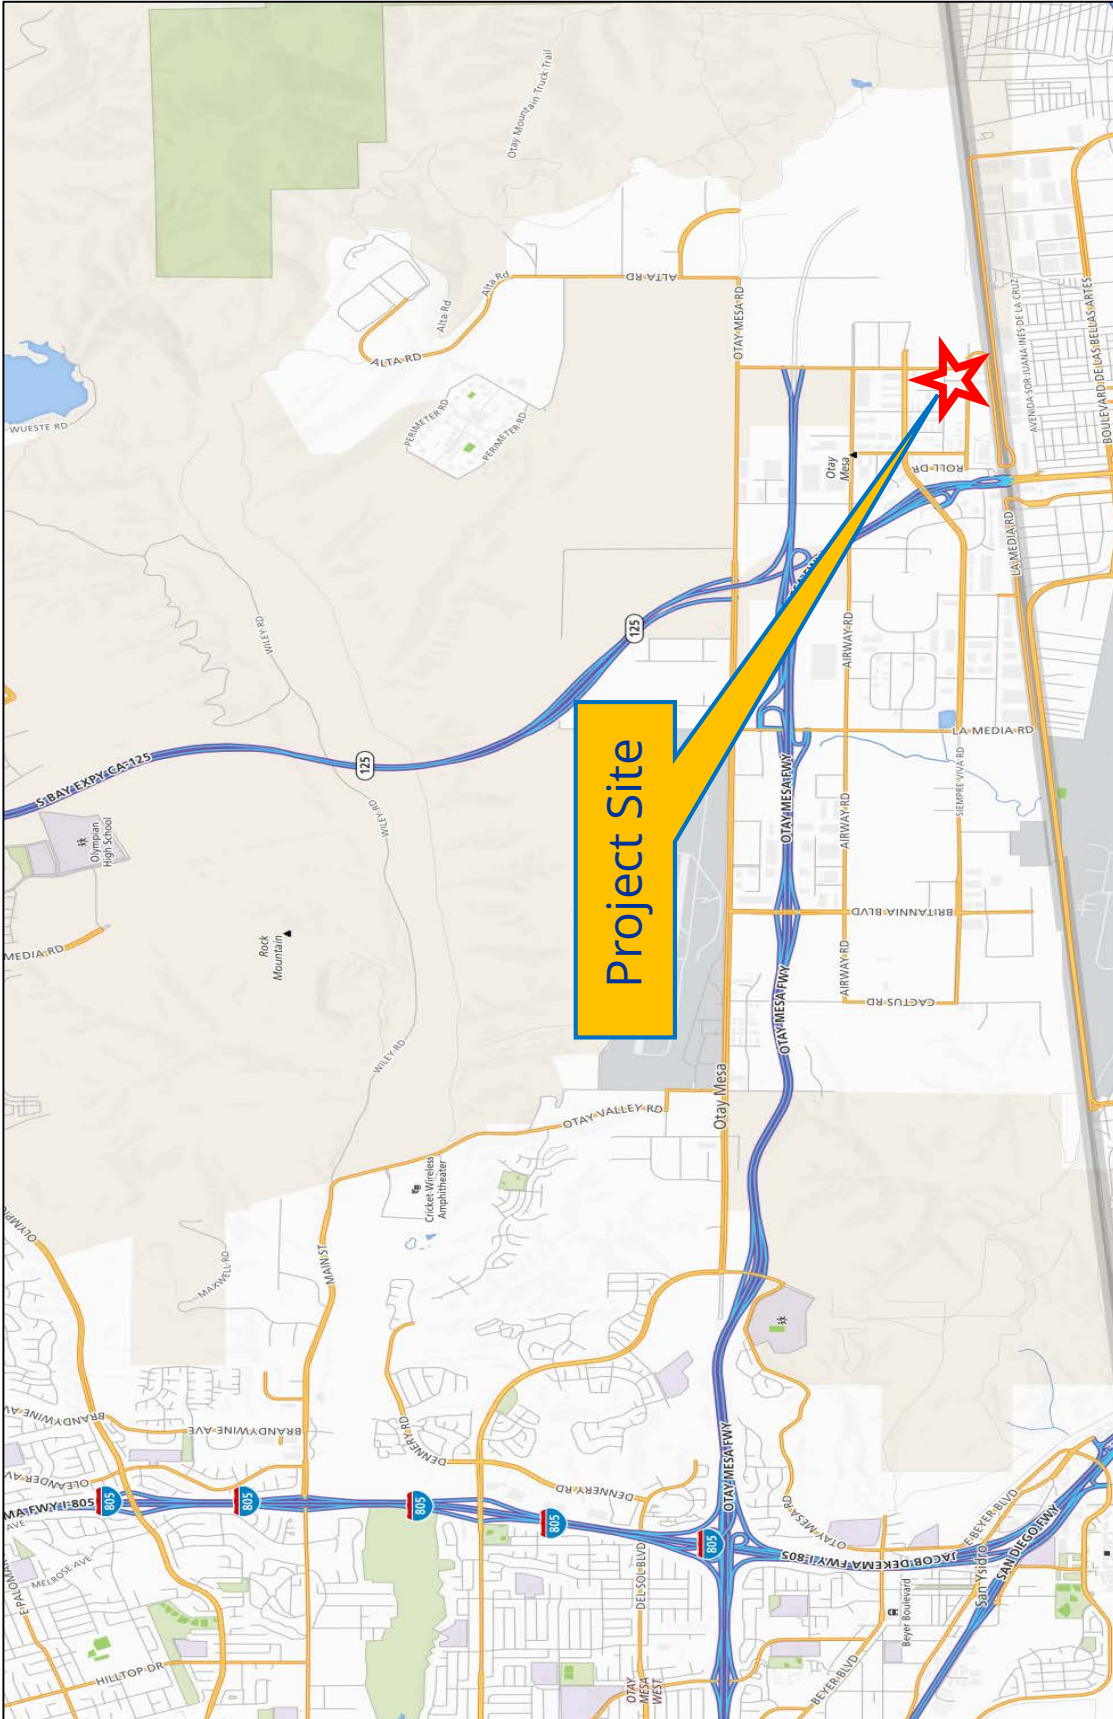 Otay Mountain Truck Trail
WUESTE RD
ALTA RD
Alta Rd
Alta Rd
ALTA RD
OTAY MESA RD
PERIMETER RD
PERIMETER RD
AVENIDA SOR JUANA INES DE LA CRUZ
BOULEVARD DE LAS BELLAS ARTES
Otay
Mesa
ROLL DR
LA MEDIA RD
WILEY RD
125
AIRWAY RD
S BAY EXPY CA-125
125
WILEY RD
Project Site
LA MEDIA RD
SIEMPRE VIVA RD
OTAY MESA FWY
AIRWAY RD
Olympian
High School
MEDIA RD
Rock
Mountain
BRITANNIA BLVD
AIRWAY RD
CACTUS RD
OTAY MESA FWY
WILEY RD
Otay Mesa
OTAY VALLEY RD
Cricket Wireless
Amphitheater
OLYMPIC
MAXWELL RD
MAIN ST
BRANDYWINE AVE
BRANDYWINE AVE
OLEANDER AVE
DENNERY RD
DENNERY RD
OTAY MESA FWY
OTAY MESA RD
MA FWY I-805
805
805
805
805
805
AVE
MELROSE AVE
E PALOMAR
HILLTOP DR
DEL SOL BLVD
JACOB DEKEMA FWY I-805
E BEYER BLVD
San Ysidro
SAN DIEGO FWY
Beyer Boulevard
BEYER BLVD
OTAY
MESA
WEST